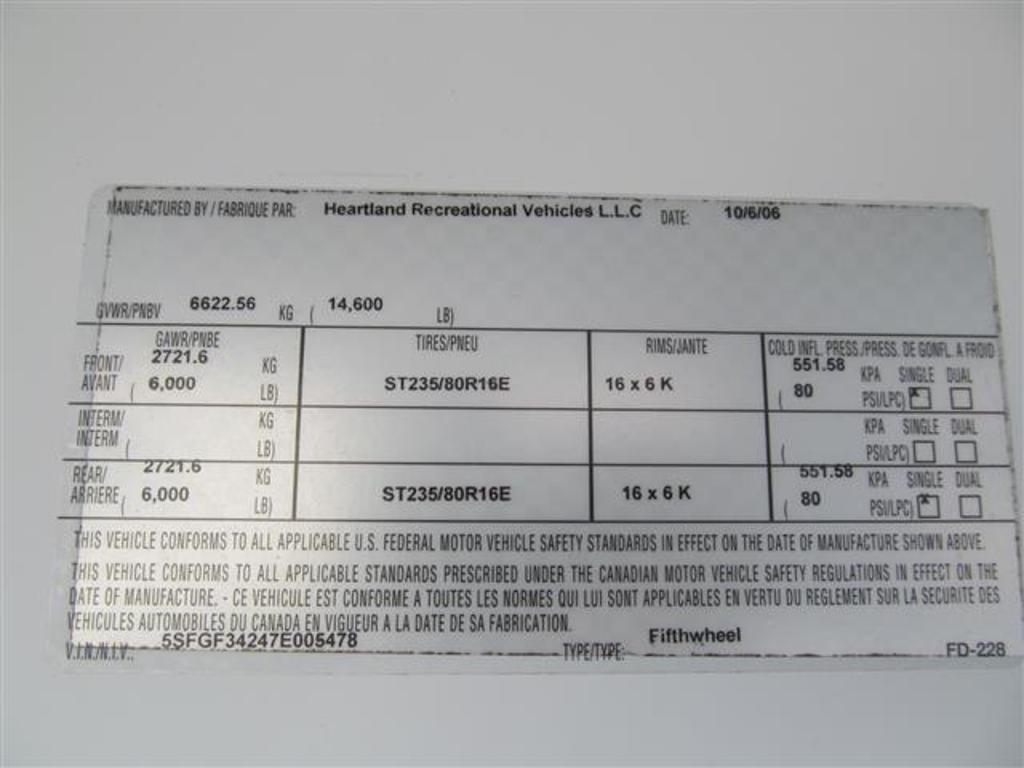 MANUFACTURED BY / FABRIQUE PAR: Heartland Recreational Vehicles L.L.C DATE: 10/6/06
GVWR/PNBV 6622.56 KG ( 14,600 LB)
GAWR/PNBE TIRES/PNEU RIMS/JANTE COLD INFL. PRESS./PRESS. DE GONFL. A FROID
FRONT/ 2721.6 KG 551.58 KPA SINGLE DUAL
AVANT ( 6,000 LB) ST235/80R16E 16 x 6 K ( 80 PSI/LPC)
INTERM/ KG KPA SINGLE DUAL
INTERM ( LB) ( PSI/LPC)
REAR/ 2721.6 KG 551.58 KPA SINGLE DUAL
ARRIERE ( 6,000 LB) ST235/80R16E 16 x 6 K ( 80 PSI/LPC)
THIS VEHICLE CONFORMS TO ALL APPLICABLE U.S. FEDERAL MOTOR VEHICLE SAFETY STANDARDS IN EFFECT ON THE DATE OF MANUFACTURE SHOWN ABOVE.
THIS VEHICLE CONFORMS TO ALL APPLICABLE STANDARDS PRESCRIBED UNDER THE CANADIAN MOTOR VEHICLE SAFETY REGULATIONS IN EFFECT ON THE
DATE OF MANUFACTURE. - CE VEHICULE EST CONFORME A TOUTES LES NORMES QUI LUI SONT APPLICABLES EN VERTU DU REGLEMENT SUR LA SECURITE DES
VEHICULES AUTOMOBILES DU CANADA EN VIGUEUR A LA DATE DE SA FABRICATION.
V.I.N./N.I.V.: 5SFGF34247E005478 TYPE/TYPE: Fifthwheel FD-228